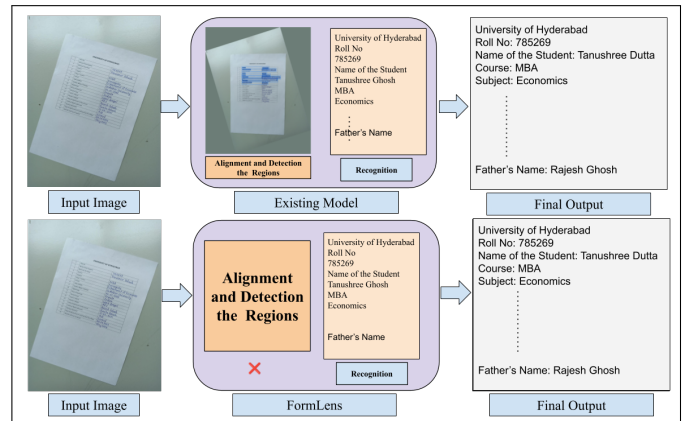 University of Hyderabad
Roll No
785269
Name of the Student
Tanushree Ghosh
MBA
Economics
Father's Name
Alignment and Detection
the Regions
Recognition
University of Hyderabad
Roll No: 785269
Name of the Student: Tanushree Dutta
Course: MBA
Subject: Economics
Father's Name: Rajesh Ghosh
Input Image
Existing Model
Final Output
Alignment
and Detection
the Regions
University of Hyderabad
Roll No
785269
Name of the Student
Tanushree Ghosh
MBA
Economics
Father's Name
Recognition
University of Hyderabad
Roll No: 785269
Name of the Student: Tanushree Dutta
Course: MBA
Subject: Economics
Father's Name: Rajesh Ghosh
Input Image
FormLens
Final Output